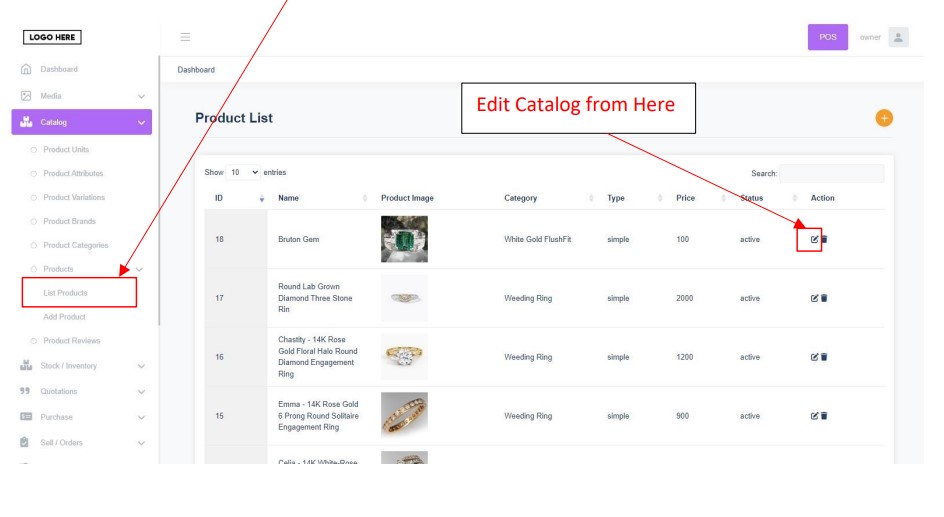 LOGO HERE
POS
owner
Dashboard
Dashboard
Media
Catalog
Product Units
Product Attributes
Product Variations
Product Brands
Product Categories
Products
List Products
Add Product
Product Reviews
Stock / Inventory
Quotations
Purchase
Sell / Orders
Edit Catalog from Here
Product List
Show 10 entries
Search:
ID Name Product Image Category Type Price Status Action
18 Bruton Gem White Gold FlushFit simple 100 active
17 Round Lab Grown
Diamond Three Stone
Rin
Weeding Ring simple 2000 active
16 Chastity - 14K Rose
Gold Floral Halo Round
Diamond Engagement
Ring
Weeding Ring simple 1200 active
15 Emma - 14K Rose Gold
6 Prong Round Solitaire
Engagement Ring
Weeding Ring simple 900 active
Celia - 14K White-Rose